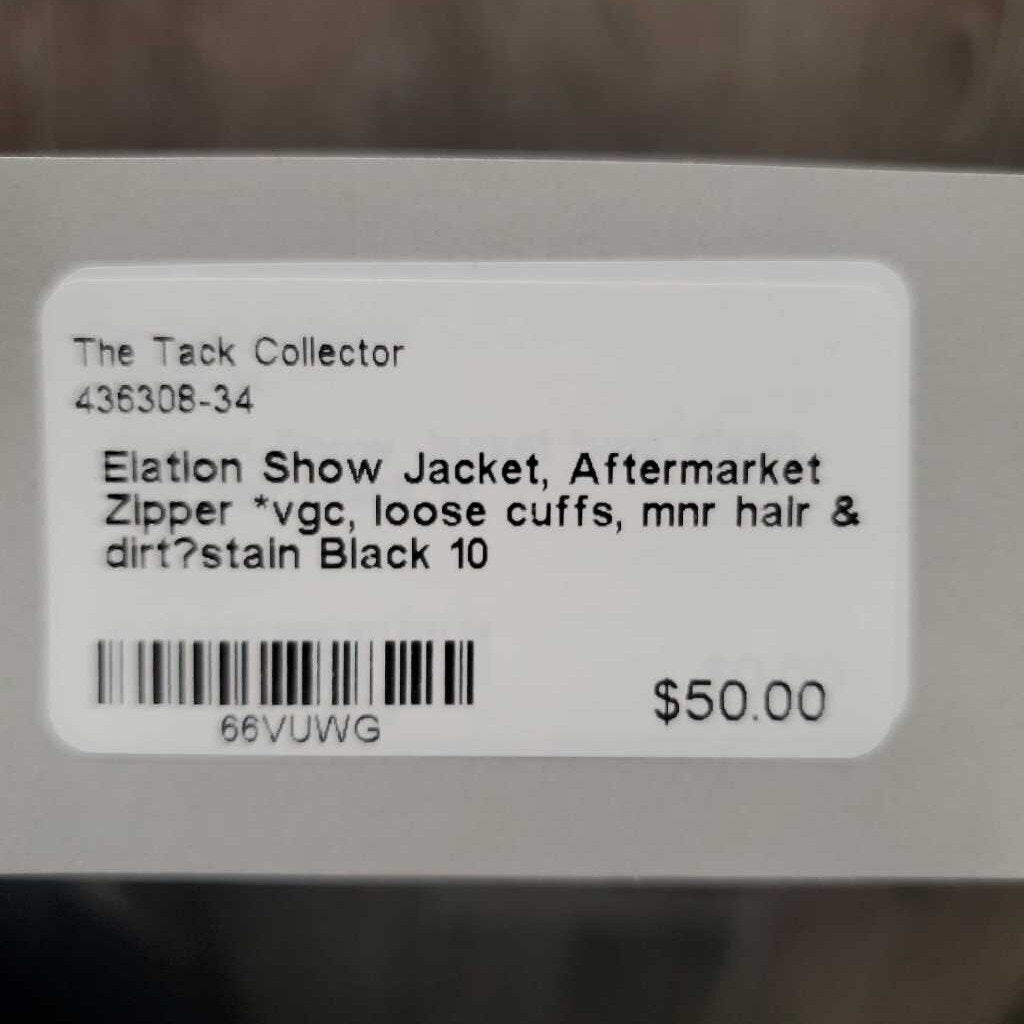 The Tack Collector
436308-34
Elation Show Jacket, Aftermarket
Zipper *vgc, loose cuffs, mnr hair &
dirt?stain Black 10
66VUWG
$50.00